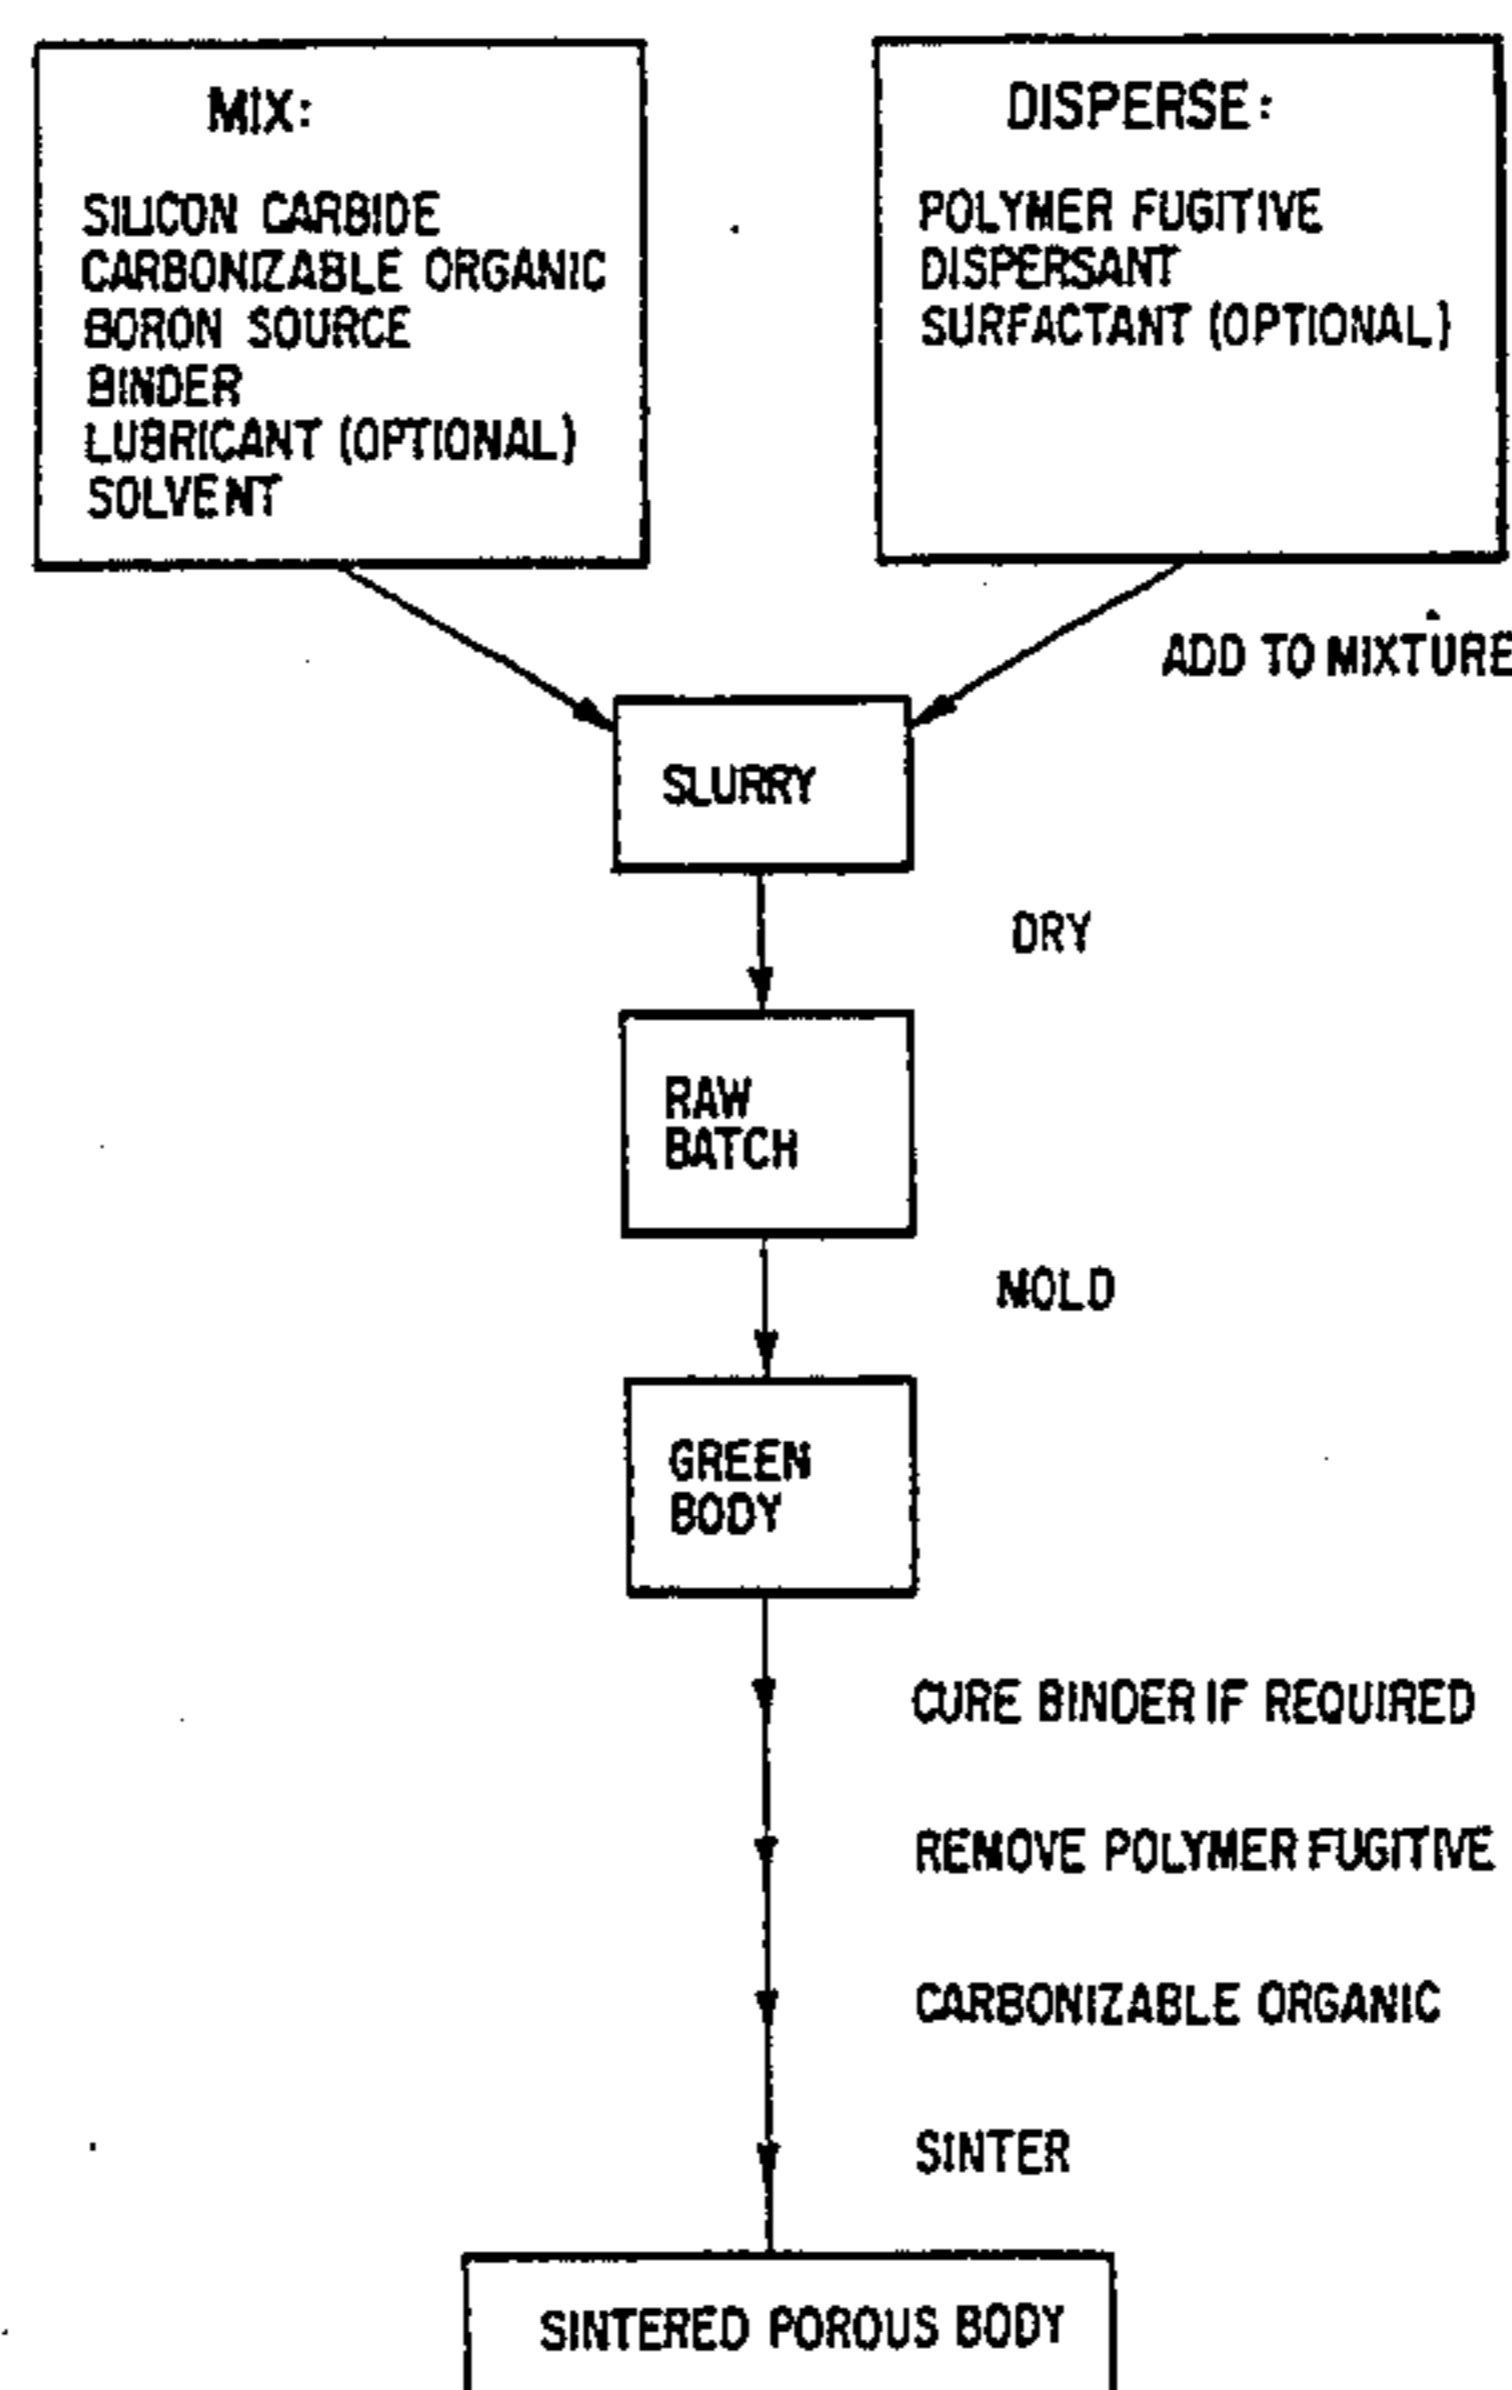 MIX:
SILICON CARBIDE
CARBONIZABLE ORGANIC
BORON SOURCE
BINDER
LUBRICANT (OPTIONAL)
SOLVENT
DISPERSE:
POLYMER FUGITIVE
DISPERSANT
SURFACTANT (OPTIONAL)
ADD TO MIXTURE
SLURRY
DRY
RAW
BATCH
MOLD
GREEN
BODY
CURE BINDER IF REQUIRED
REMOVE POLYMER FUGITIVE
CARBONIZABLE ORGANIC
SINTER
SINTERED POROUS BODY